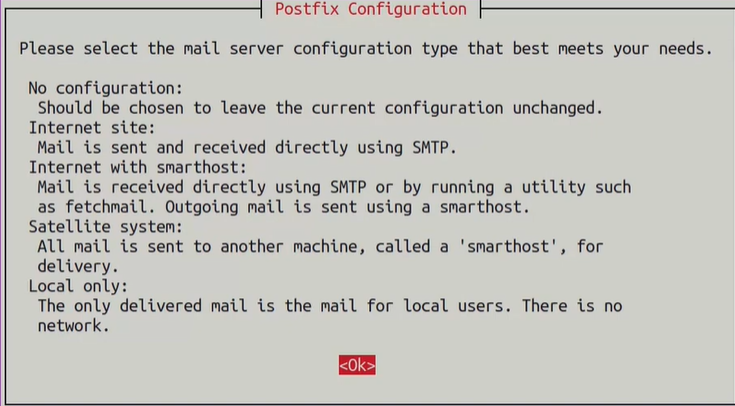 Postfix Configuration
Please select the mail server configuration type that best meets your needs.
No configuration:
Should be chosen to leave the current configuration unchanged.
Internet site:
Mail is sent and received directly using SMTP.
Internet with smarthost:
Mail is received directly using SMTP or by running a utility such
as fetchmail. Outgoing mail is sent using a smarthost.
Satellite system:
All mail is sent to another machine, called a 'smarthost', for
delivery.
Local only:
The only delivered mail is the mail for local users. There is no
network.
<Ok>